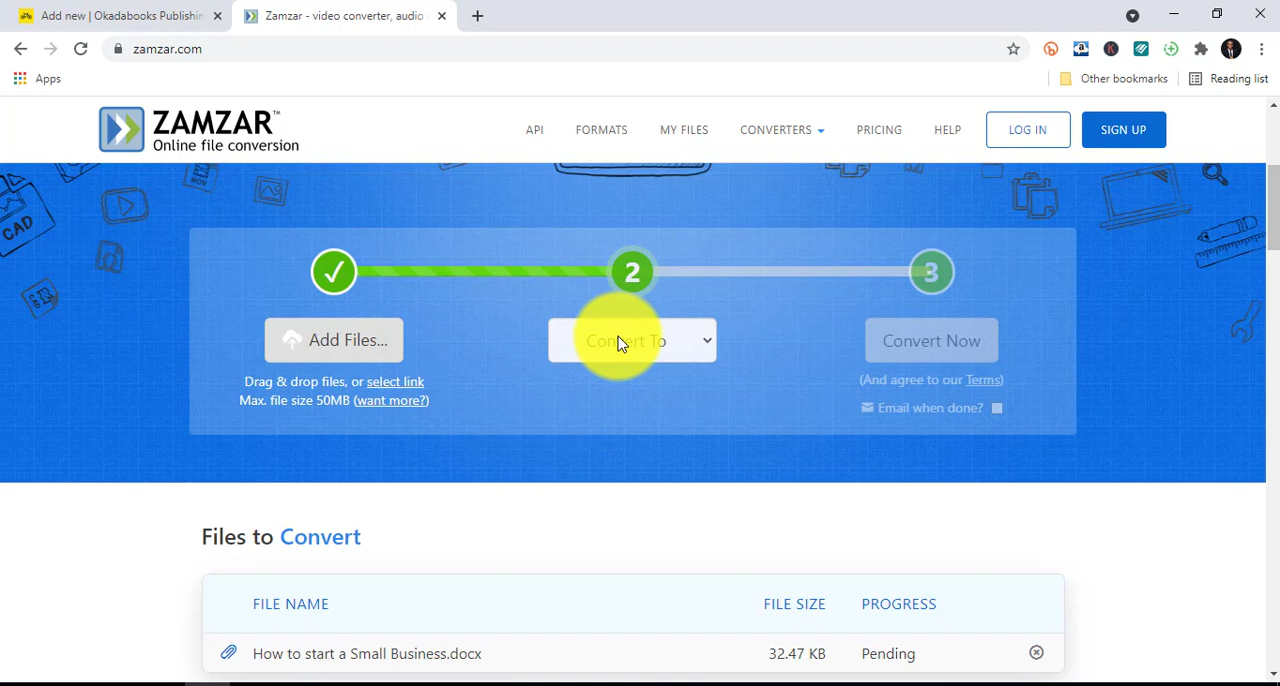 Add new | Okadabooks Publishin
Zamzar - video converter, audio
zamzar.com
Apps
Other bookmarks
Reading list
ZAMZAR™
Online file conversion
API
FORMATS
MY FILES
CONVERTERS
PRICING
HELP
LOG IN
SIGN UP
CAD
MOV
2
3
Add Files...
Convert To
Convert Now
Drag & drop files, or select link
Max. file size 50MB (want more?)
(And agree to our Terms)
Email when done?
Files to Convert
FILE NAME
FILE SIZE
PROGRESS
How to start a Small Business.docx
32.47 KB
Pending